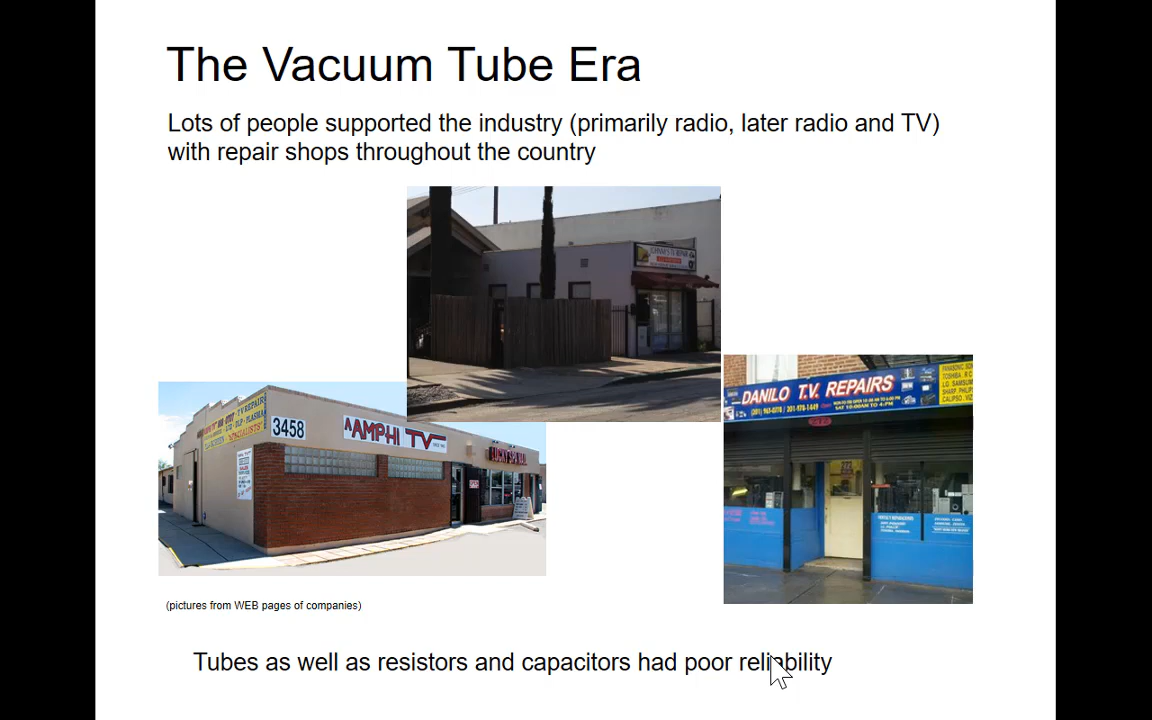 The Vacuum Tube Era
Lots of people supported the industry (primarily radio, later radio and TV)
with repair shops throughout the country
3458
AMPHI TV
DANILO T.V. REPAIRS
(pictures from WEB pages of companies)
Tubes as well as resistors and capacitors had poor reliability